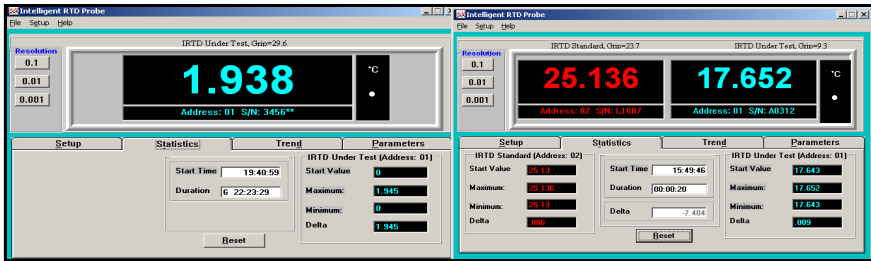 Intelligent RTD Probe
File Setup Help
IRTD Under Test, Grip=29.6
Resolution
0.1
0.01
0.001
1.938
°C
Address: 01 S/N: 3456**
Setup Statistics Trend Parameters
Start Time 19:40:59
Duration 6 22:23:29
IRTD Under Test (Address: 01)
Start Value 0
Maximum: 1.945
Minimum: 0
Delta 1.945
Reset
Intelligent RTD Probe
File Setup Help
IRTD Standard, Grip=23.7
IRTD Under Test, Grip=9.3
Resolution
0.1
0.01
0.001
25.136
Address: 02 S/N: L1007
17.652
Address: 01 S/N: A0312
°C
Setup Statistics Trend Parameters
IRTD Standard (Address: 02)
Start Value 25.13
Maximum: 25.136
Minimum: 25.13
Delta .006
Start Time 15:49:46
Duration 00:00:20
Delta -7.484
Reset
IRTD Under Test (Address: 01)
Start Value 17.643
Maximum: 17.652
Minimum: 17.643
Delta .009